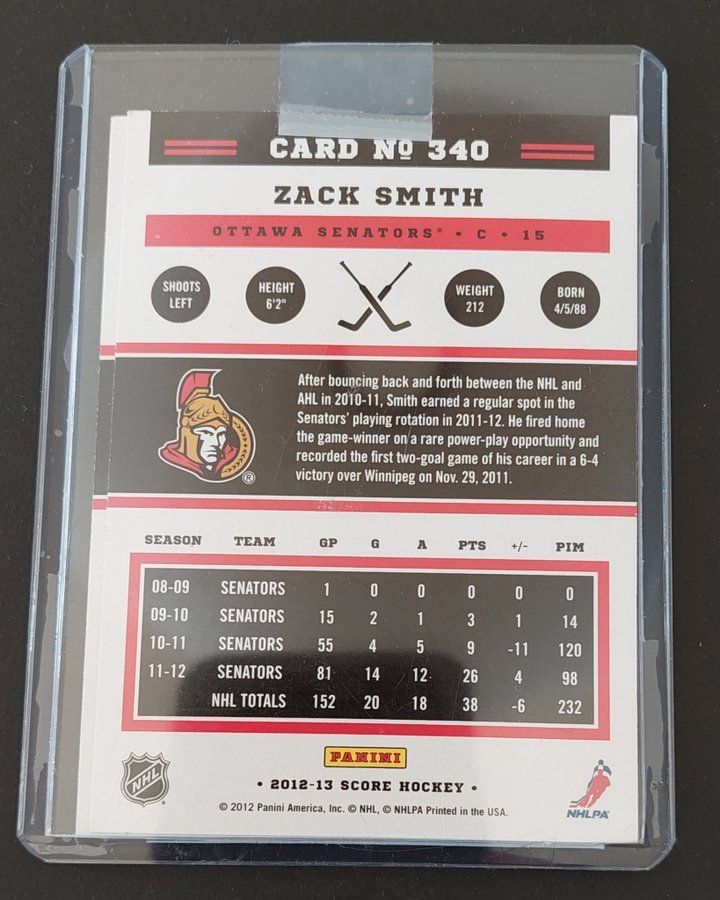 CARD Nº 340
ZACK SMITH
OTTAWA SENATORS® • C • 15
SHOOTS LEFT
HEIGHT 6'2"
WEIGHT 212
BORN 4/5/88
After bouncing back and forth between the NHL and
AHL in 2010-11, Smith earned a regular spot in the
Senators' playing rotation in 2011-12. He fired home
the game-winner on a rare power-play opportunity and
recorded the first two-goal game of his career in a 6-4
victory over Winnipeg on Nov. 29, 2011.
®
SEASON TEAM GP G A PTS +/- PIM
08-09 SENATORS 1 0 0 0 0 0
09-10 SENATORS 15 2 1 3 1 14
10-11 SENATORS 55 4 5 9 -11 120
11-12 SENATORS 81 14 12 26 4 98
NHL TOTALS 152 20 18 38 -6 232
PANINI
NHL
• 2012-13 SCORE HOCKEY •
© 2012 Panini America, Inc. © NHL, © NHLPA Printed in the USA.
NHLPA